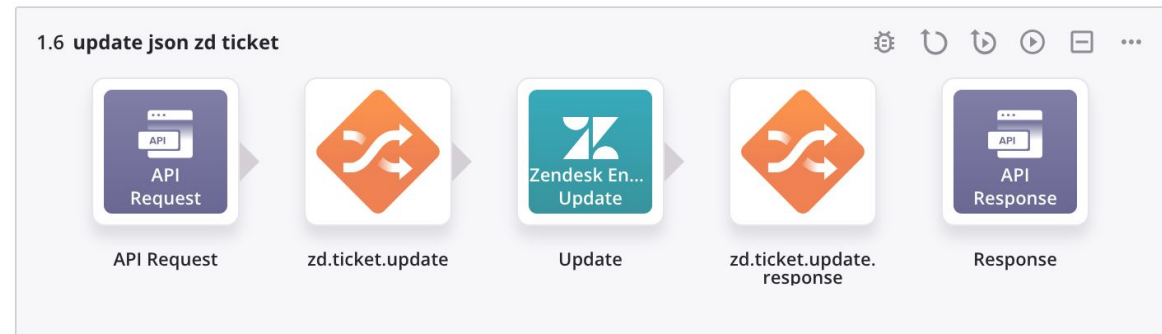 1.6 update json zd ticket
API
API
Request
Zendesk En...
Update
API
API
Response
API Request
zd.ticket.update
Update
zd.ticket.update.
response
Response